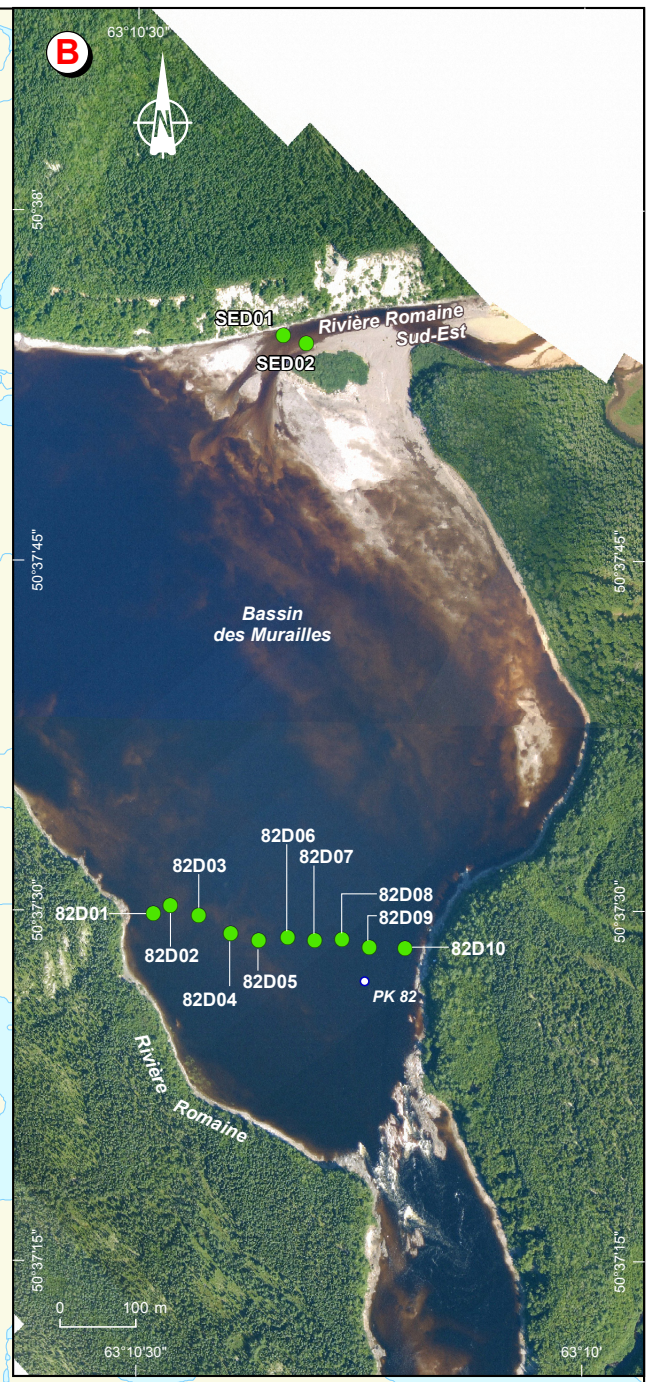 63°10'30"
B
N
50°38'
SED01
Rivière Romaine
Sud-Est
SED02
50°37'45"
50°37'45"
Bassin
des Murailles
82D06
82D07
82D03
82D08
82D01
82D09
50°37'30"
50°37'30"
82D02
82D10
82D05
82D04
PK 82
Rivière Romaine
50°37'15"
50°37'15"
0 100 m
63°10'30"
63°10'